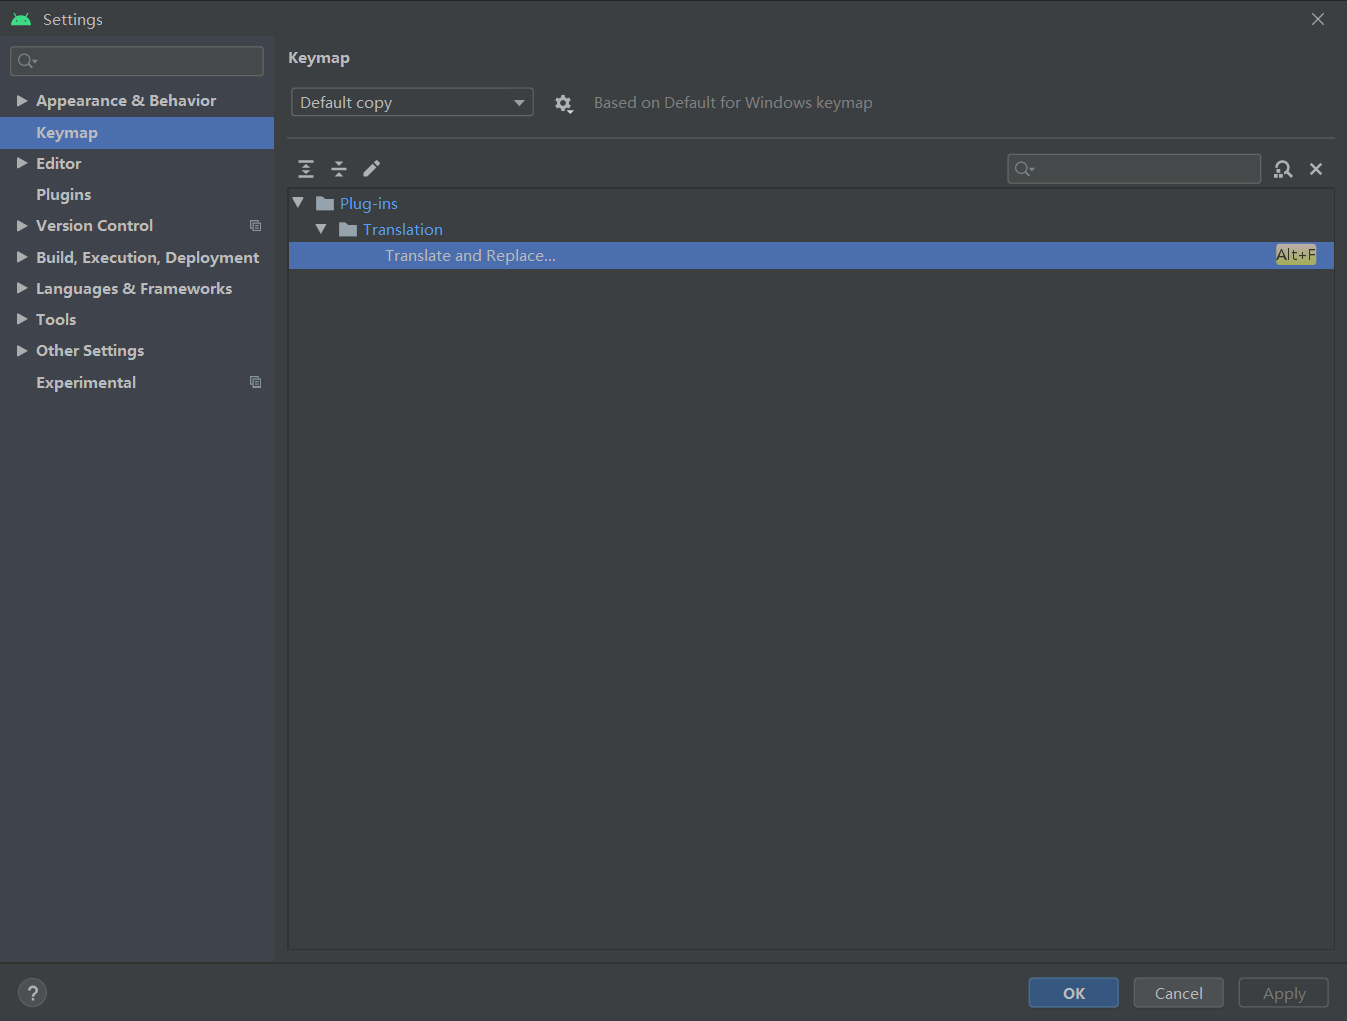 Settings
Appearance & Behavior
Keymap
Editor
Plugins
Version Control
Build, Execution, Deployment
Languages & Frameworks
Tools
Other Settings
Experimental
Keymap
Default copy
Based on Default for Windows keymap
Plug-ins
Translation
Translate and Replace...
Alt+F
?
OK
Cancel
Apply